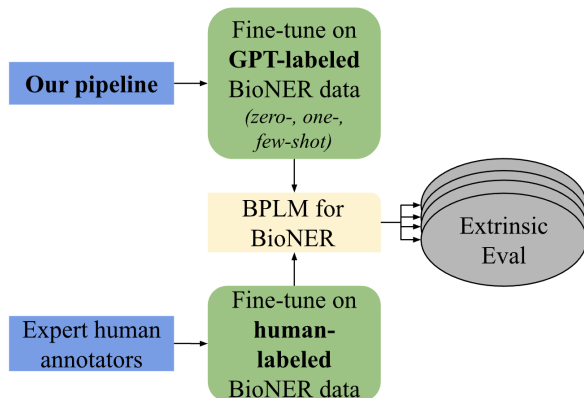 Fine-tune on
GPT-labeled
BioNER data
(zero-, one-,
few-shot)
Our pipeline
BPLM for
BioNER
Extrinsic
Eval
Expert human
annotators
Fine-tune on
human-
labeled
BioNER data